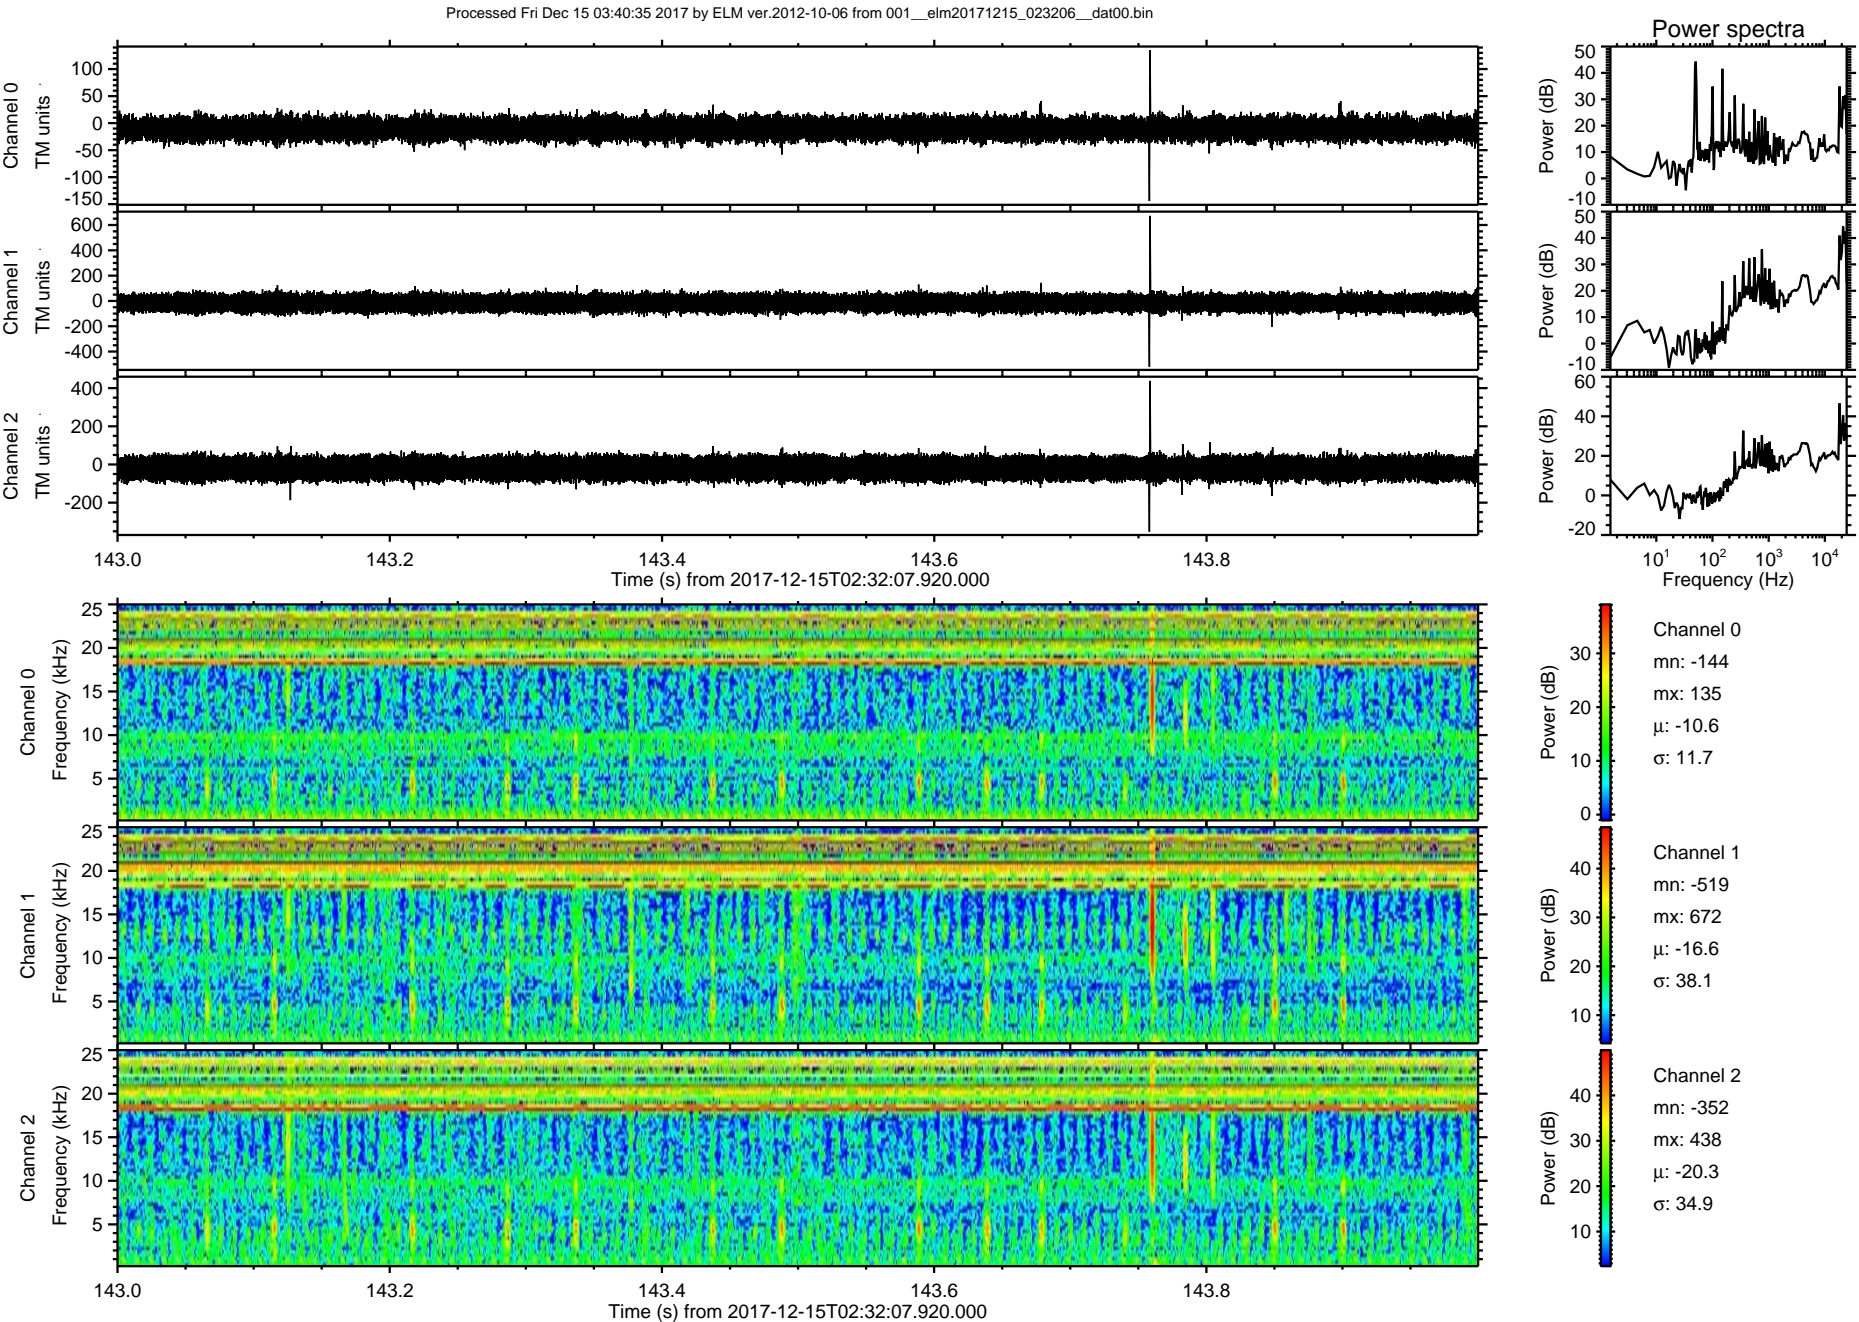 Processed Fri Dec 15 03:40:35 2017 by ELM ver.2012-10-06 from 001__elm20171215_023206__dat00.bin
Power spectra
Channel 0
TM units
100
50
0
-50
-100
-150
Power (dB)
50
40
30
20
10
0
-10
Channel 1
TM units
600
400
200
0
-200
-400
Power (dB)
50
40
30
20
10
0
-10
Channel 2
TM units
400
200
0
-200
Power (dB)
60
40
20
0
-20
143.0 143.2 143.4 143.6 143.8
Time (s) from 2017-12-15T02:32:07.920.000
10^1 10^2 10^3 10^4
Frequency (Hz)
Channel 0
Frequency (kHz)
25
20
15
10
5
Power (dB)
30
20
10
0
Channel 0
mn: -144
mx: 135
μ: -10.6
σ: 11.7
Channel 1
Frequency (kHz)
25
20
15
10
5
Power (dB)
40
30
20
10
Channel 1
mn: -519
mx: 672
μ: -16.6
σ: 38.1
Channel 2
Frequency (kHz)
25
20
15
10
5
Power (dB)
40
30
20
10
Channel 2
mn: -352
mx: 438
μ: -20.3
σ: 34.9
143.0 143.2 143.4 143.6 143.8
Time (s) from 2017-12-15T02:32:07.920.000